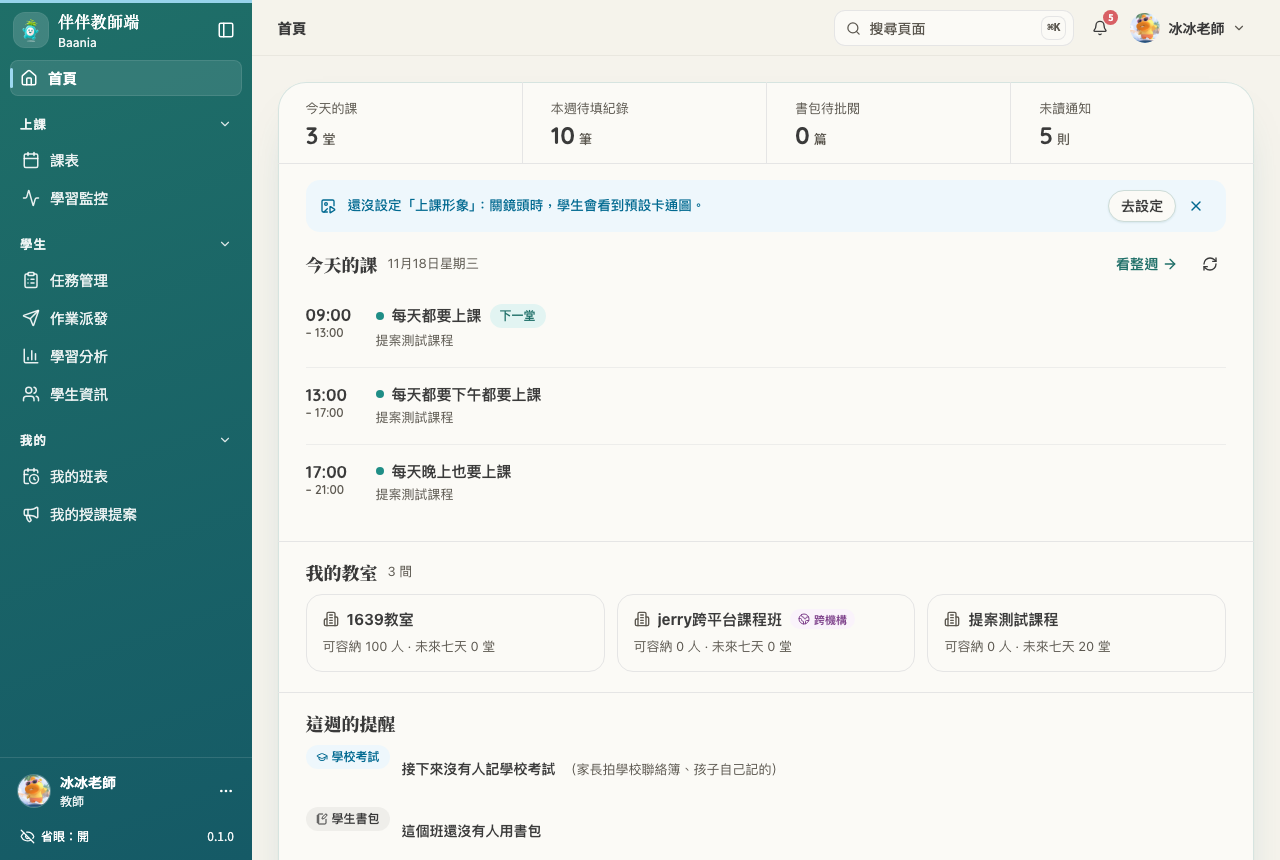 伴伴教師端
Baania
首頁
上課
課表
學習監控
學生
任務管理
作業派發
學習分析
學生資訊
我的
我的班表
我的授課提案
冰冰老師
教師
省眼：開
0.1.0
首頁
搜尋頁面
⌘K
5
冰冰老師
今天的課
3 堂
本週待填紀錄
10 筆
書包待批閱
0 篇
未讀通知
5 則
還沒設定「上課形象」：關鏡頭時，學生會看到預設卡通圖。
去設定
今天的課 11月18日星期三
看整週
09:00 每天都要上課 下一堂
– 13:00 提案測試課程
13:00 每天都要下午都要上課
– 17:00 提案測試課程
17:00 每天晚上也要上課
– 21:00 提案測試課程
我的教室 3 間
1639教室
可容納 100 人 · 未來七天 0 堂
jerry跨平台課程班 跨機構
可容納 0 人 · 未來七天 0 堂
提案測試課程
可容納 0 人 · 未來七天 20 堂
這週的提醒
學校考試
接下來沒有人記學校考試 （家長拍學校聯絡簿、孩子自己記的）
學生書包
這個班還沒有人用書包